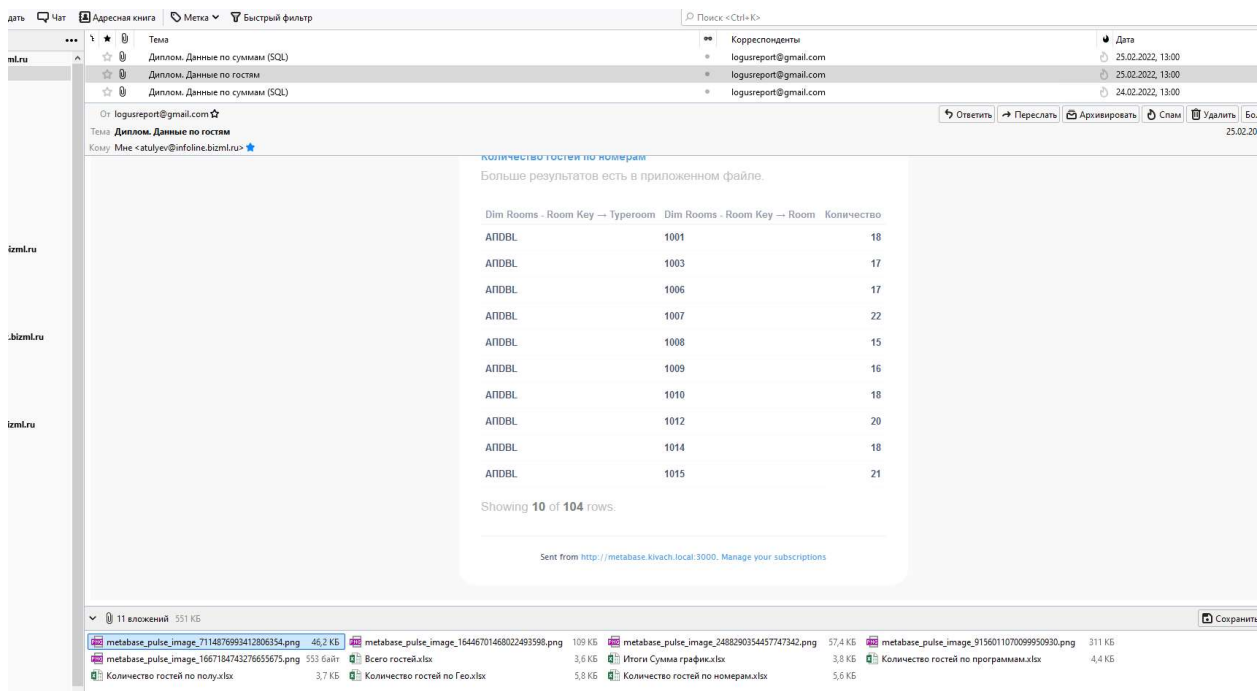 дать Чат Адресная книга Метка Быстрый фильтр Поиск <Ctrl+K>
Тема Корреспонденты Дата
ml.ru Диплом. Данные по суммам (SQL) logusreport@gmail.com 25.02.2022, 13:00
Диплом. Данные по гостям logusreport@gmail.com 25.02.2022, 13:00
Диплом. Данные по суммам (SQL) logusreport@gmail.com 24.02.2022, 13:00
От logusreport@gmail.com Ответить Переслать Архивировать Спам Удалить Бо
Тема Диплом. Данные по гостям 25.02.20
Кому Мне <atulyev@infoline.bizml.ru>
Количество гостей по номерам
Больше результатов есть в приложенном файле.
Dim Rooms - Room Key → Typeroom Dim Rooms - Room Key → Room Количество
АПDBL 1001 18
izml.ru
АПDBL 1003 17
АПDBL 1006 17
АПDBL 1007 22
.bizml.ru
АПDBL 1008 15
АПDBL 1009 16
АПDBL 1010 18
АПDBL 1012 20
izml.ru
АПDBL 1014 18
АПDBL 1015 21
Showing 10 of 104 rows.
Sent from http://metabase.kivach.local:3000. Manage your subscriptions
11 вложений 551 КБ Сохранить
metabase_pulse_image_7114876993412806354.png 46,2 КБ metabase_pulse_image_16446701468022493598.png 109 КБ metabase_pulse_image_2488290354457747342.png 57,4 КБ metabase_pulse_image_9156011070099950930.png 311 КБ
metabase_pulse_image_1667184743276655675.png 553 байт Всего гостей.xlsx 3,6 КБ Итоги Сумма график.xlsx 3,8 КБ Количество гостей по программам.xlsx 4,4 КБ
Количество гостей по полу.xlsx 3,7 КБ Количество гостей по Гео.xlsx 5,8 КБ Количество гостей по номерам.xlsx 5,6 КБ